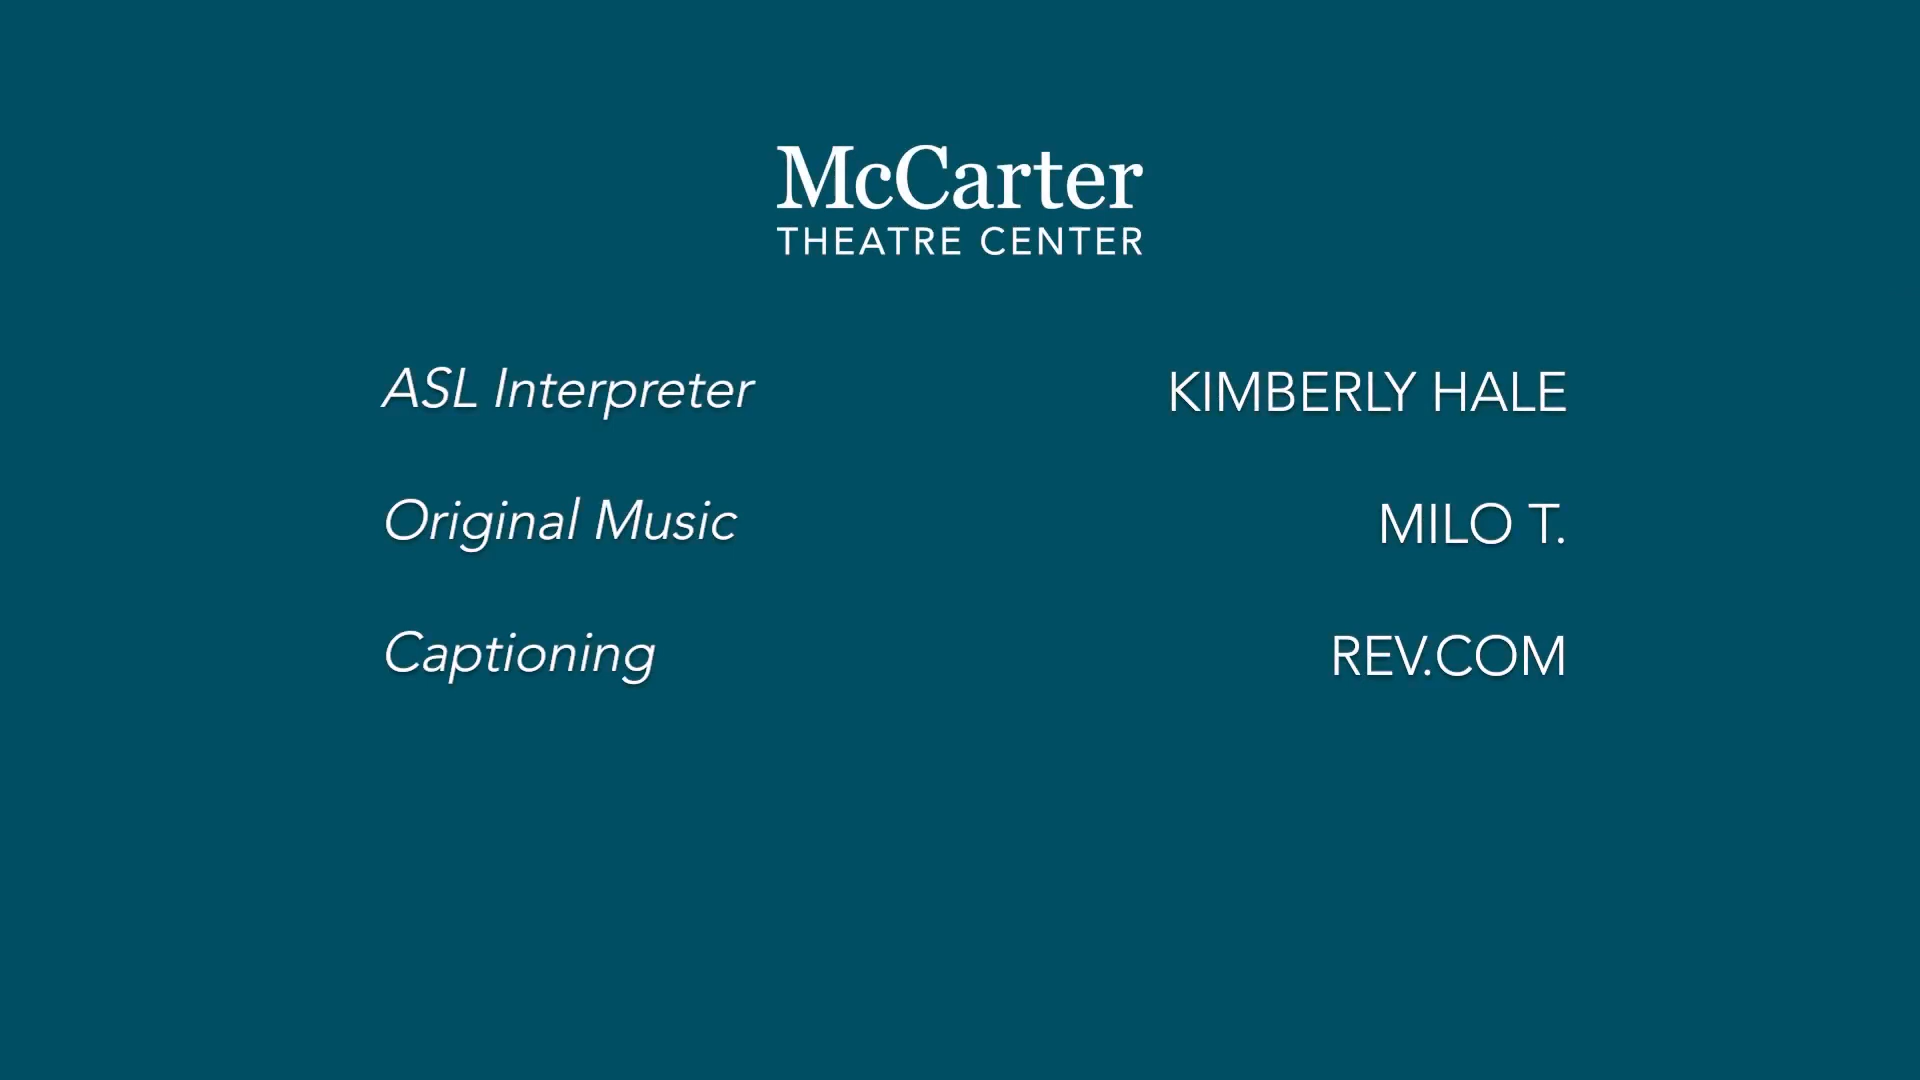 McCarter
THEATRE CENTER
ASL Interpreter KIMBERLY HALE
Original Music MILO T.
Captioning REV.COM